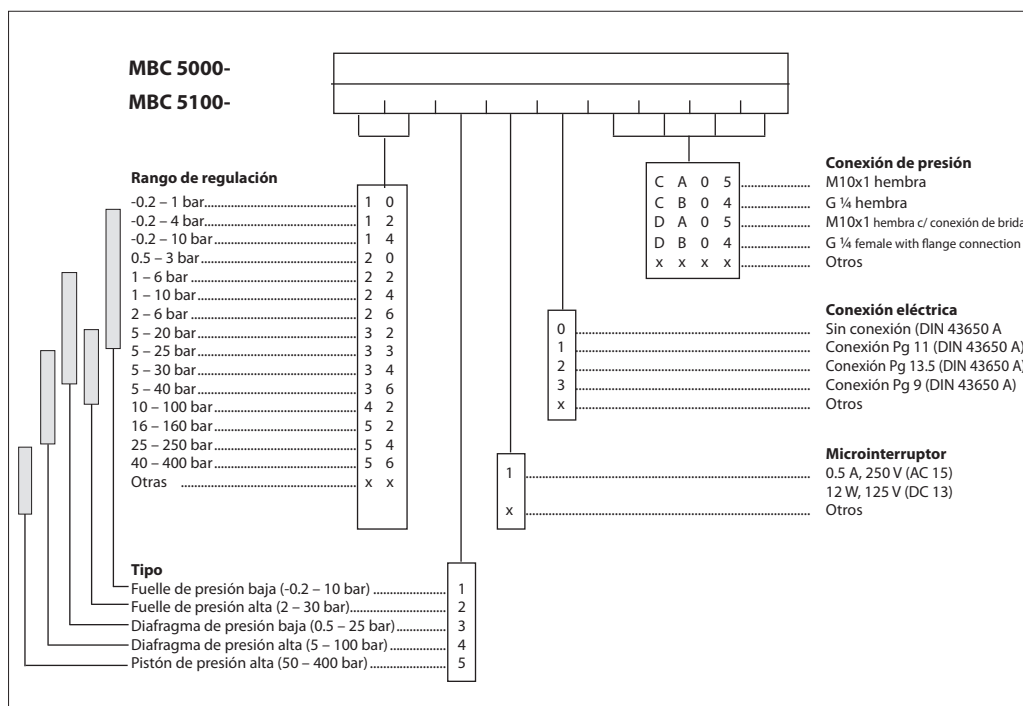 MBC 5000-
MBC 5100-
Rango de regulación
-0.2 – 1 bar 1 0
-0.2 – 4 bar 1 2
-0.2 – 10 bar 1 4
0.5 – 3 bar 2 0
1 – 6 bar 2 2
1 – 10 bar 2 4
2 – 6 bar 2 6
5 – 20 bar 3 2
5 – 25 bar 3 3
5 – 30 bar 3 4
5 – 40 bar 3 6
10 – 100 bar 4 2
16 – 160 bar 5 2
25 – 250 bar 5 4
40 – 400 bar 5 6
Otras x x
Tipo
Fuelle de presión baja (-0.2 – 10 bar) 1
Fuelle de presión alta (2 – 30 bar) 2
Diafragma de presión baja (0.5 – 25 bar) 3
Diafragma de presión alta (5 – 100 bar) 4
Pistón de presión alta (50 – 400 bar) 5
Conexión de presión
C A 0 5 M10x1 hembra
C B 0 4 G ¼ hembra
D A 0 5 M10x1 hembra c/ conexión de brida
D B 0 4 G ¼ female with flange connection
x x x x Otros
Conexión eléctrica
0 Sin conexión (DIN 43650 A
1 Conexión Pg 11 (DIN 43650 A)
2 Conexión Pg 13.5 (DIN 43650 A)
3 Conexión Pg 9 (DIN 43650 A)
x Otros
Microinterruptor
1 0.5 A, 250 V (AC 15)
12 W, 125 V (DC 13)
x Otros